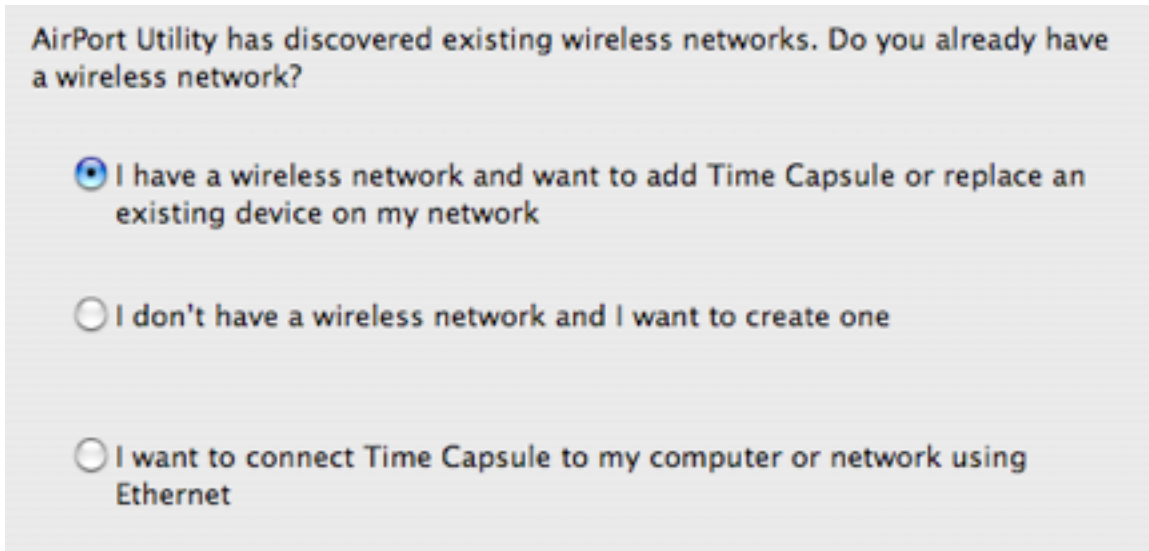 AirPort Utility has discovered existing wireless networks. Do you already have
a wireless network?
I have a wireless network and want to add Time Capsule or replace an
existing device on my network
I don't have a wireless network and I want to create one
I want to connect Time Capsule to my computer or network using
Ethernet